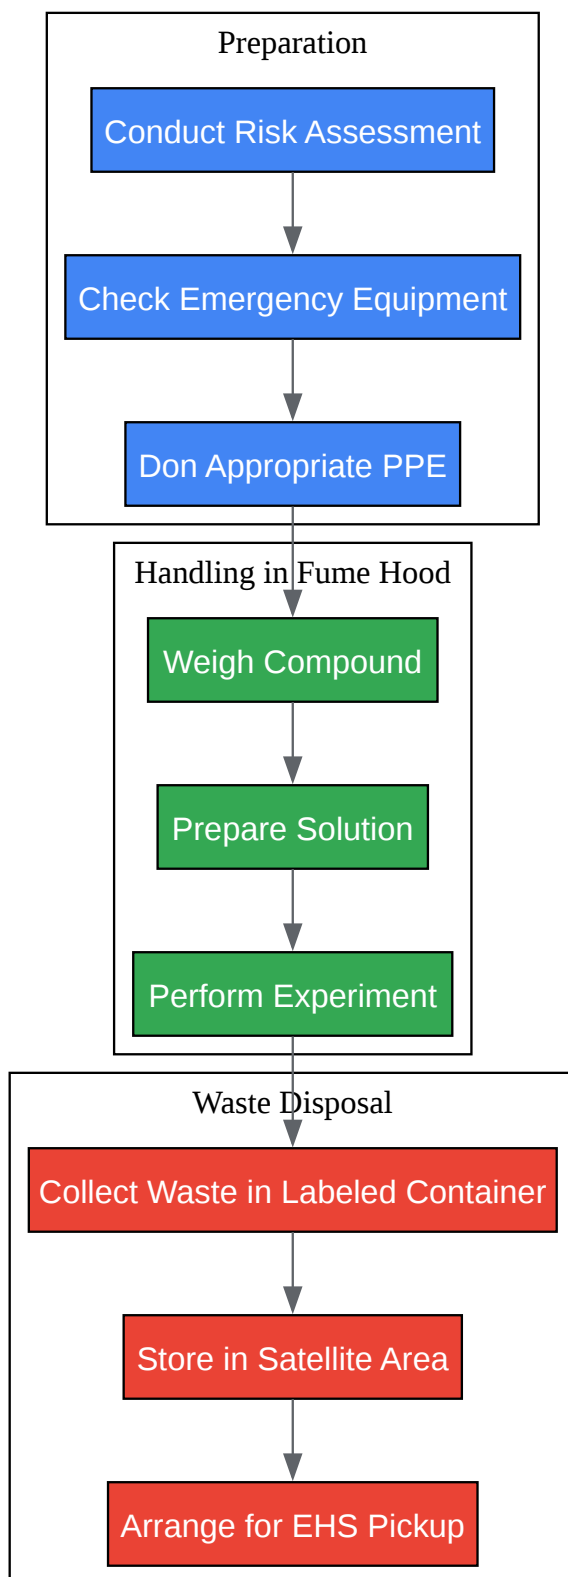 Preparation
Conduct Risk Assessment
Check Emergency Equipment
Don Appropriate PPE
Handling in Fume Hood
Weigh Compound
Prepare Solution
Perform Experiment
Waste Disposal
Collect Waste in Labeled Container
Store in Satellite Area
Arrange for EHS Pickup